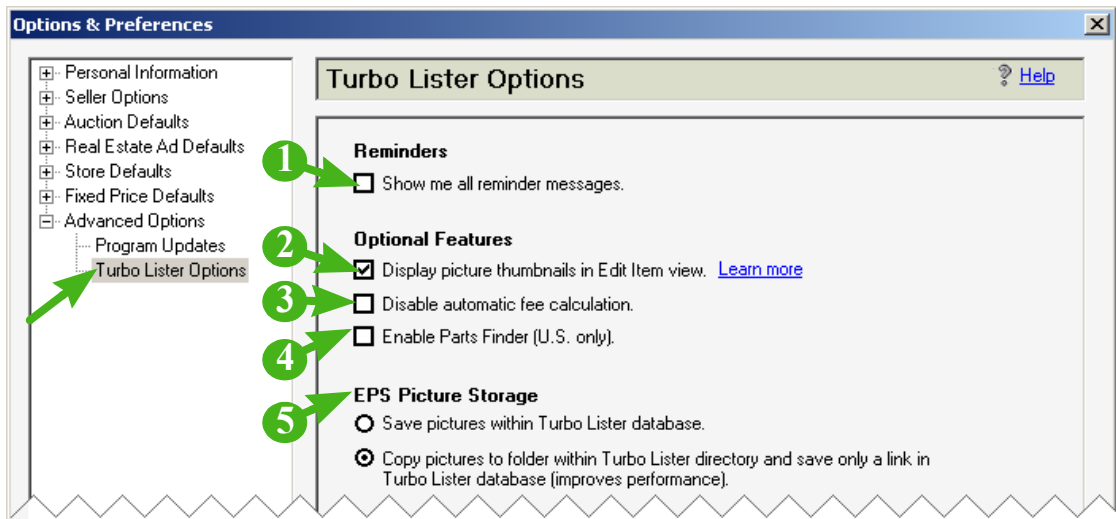 Options & Preferences
Personal Information
Seller Options
Auction Defaults
Real Estate Ad Defaults
Store Defaults
Fixed Price Defaults
Advanced Options
Program Updates
Turbo Lister Options
Turbo Lister Options
? Help
Reminders
1
Show me all reminder messages.
Optional Features
2
Display picture thumbnails in Edit Item view. Learn more
3
Disable automatic fee calculation.
4
Enable Parts Finder (U.S. only).
EPS Picture Storage
5
Save pictures within Turbo Lister database.
Copy pictures to folder within Turbo Lister directory and save only a link in
Turbo Lister database (improves performance).